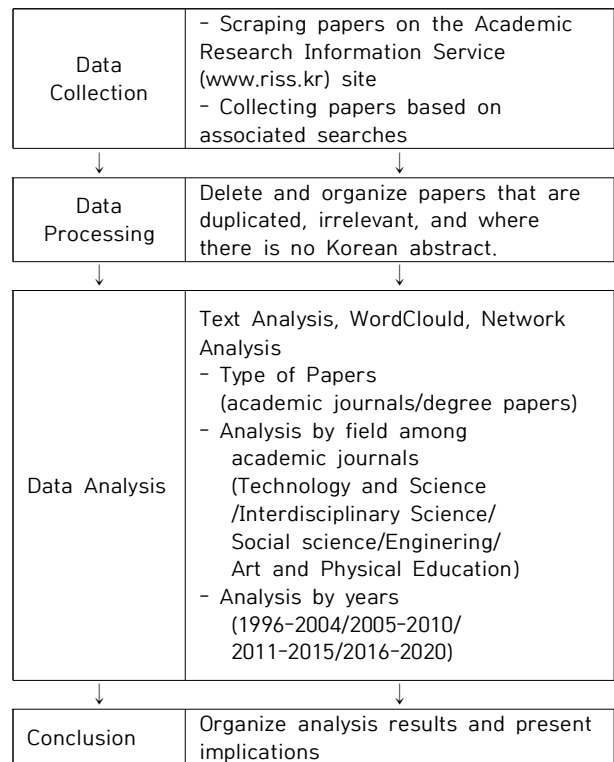 Data
Collection
- Scraping papers on the Academic
Research Information Service
(www.riss.kr) site
- Collecting papers based on
associated searches
↓ ↓
Data
Processing
Delete and organize papers that are
duplicated, irrelevant, and where
there is no Korean abstract.
↓ ↓
Data Analysis
Text Analysis, WordClould, Network
Analysis
- Type of Papers
(academic journals/degree papers)
- Analysis by field among
academic journals
(Technology and Science
/Interdisciplinary Science/
Social science/Enginering/
Art and Physical Education)
- Analysis by years
(1996-2004/2005-2010/
2011-2015/2016-2020)
↓ ↓
Conclusion
Organize analysis results and present
implications